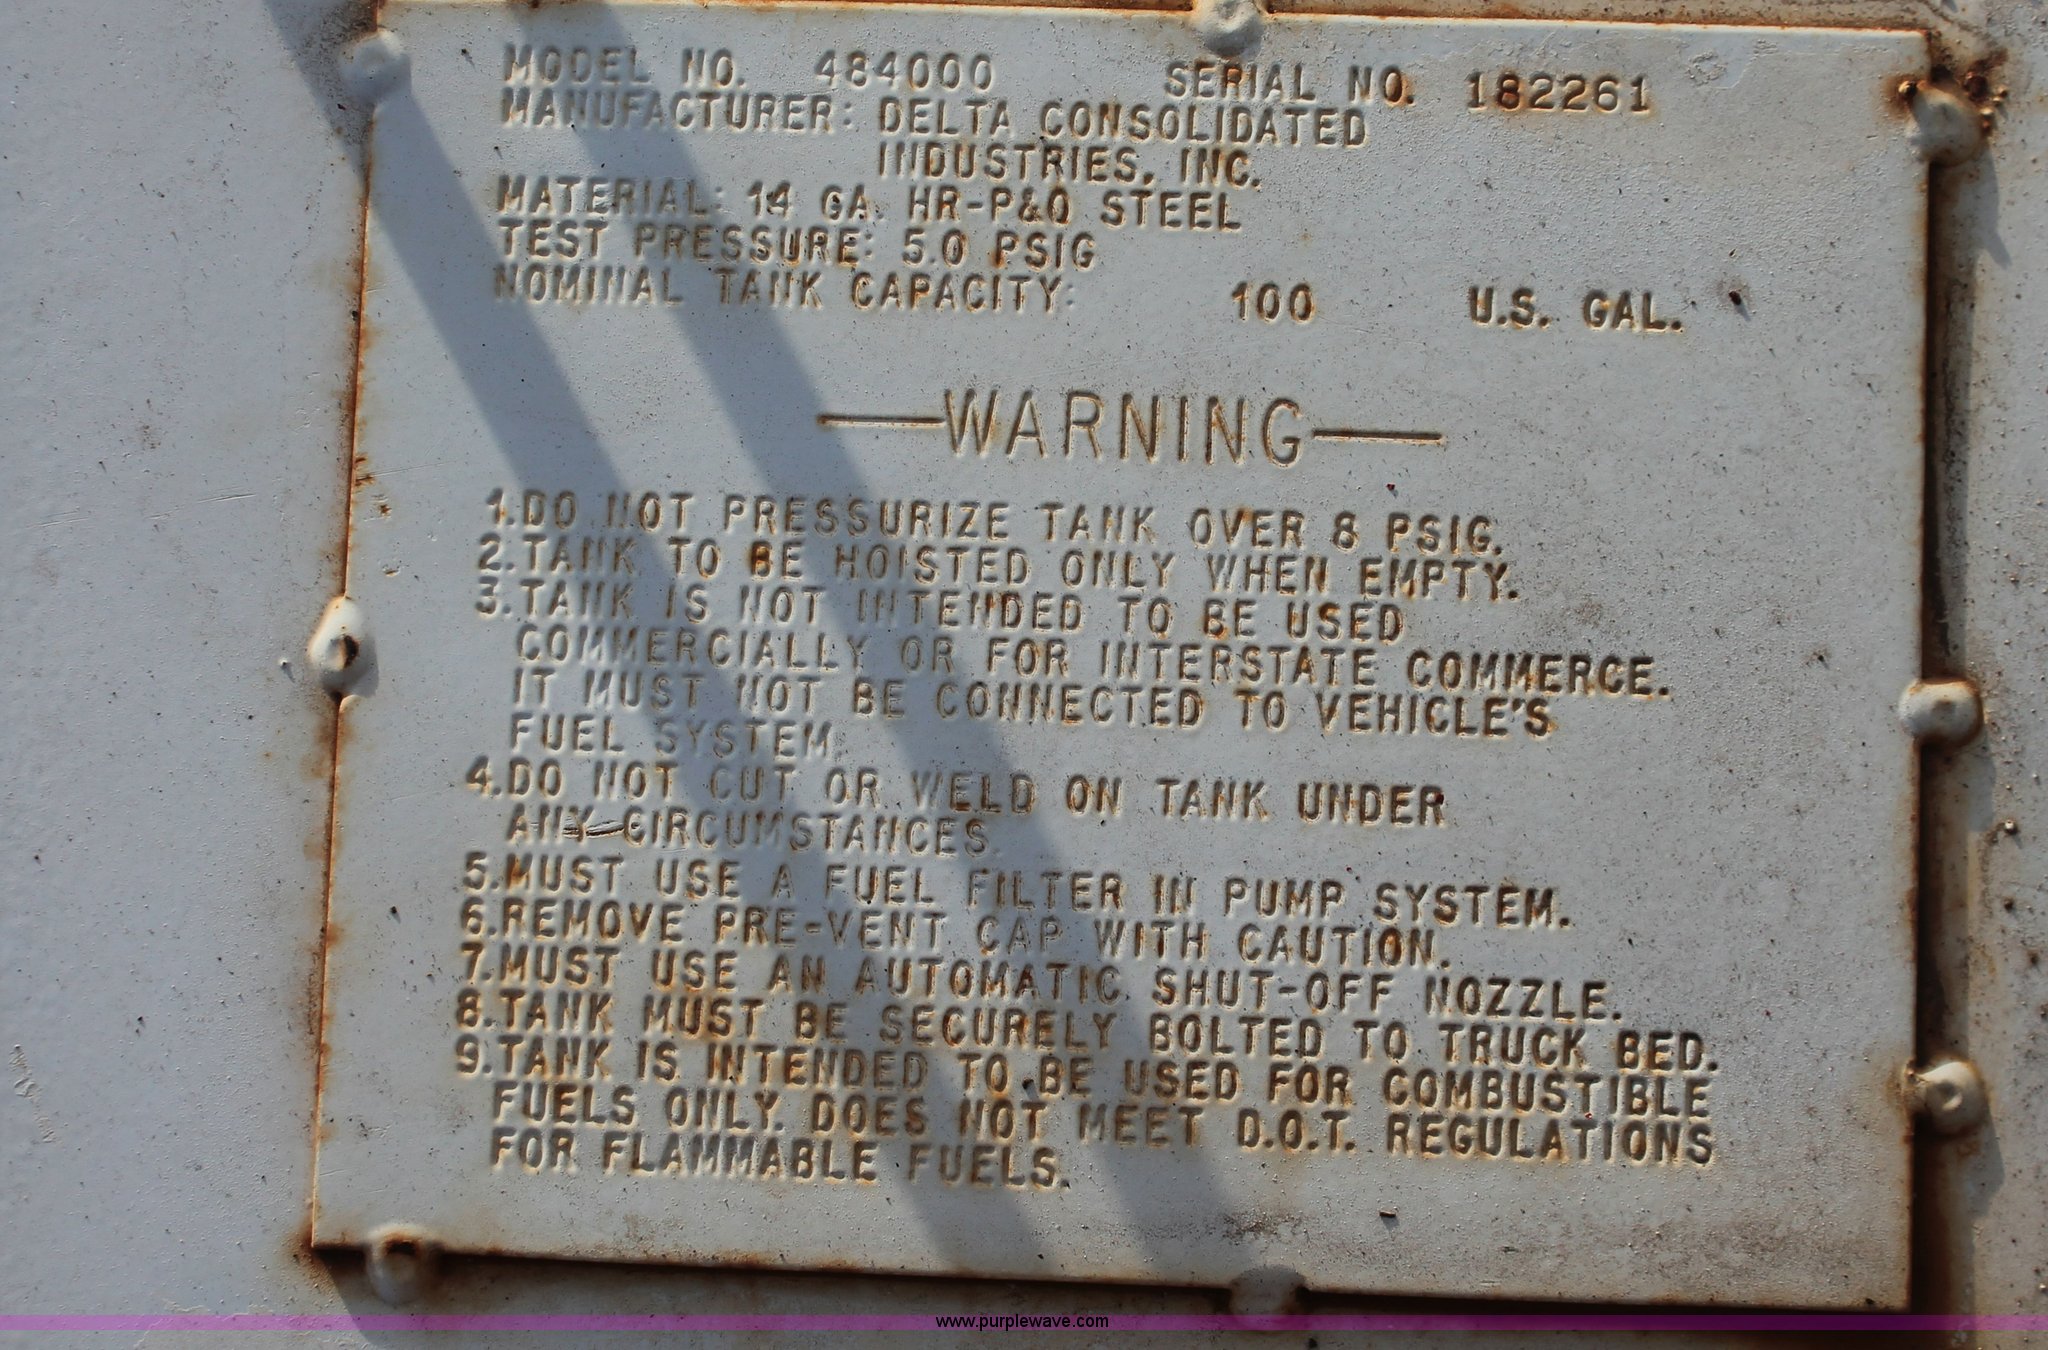 MODEL NO. 484000 SERIAL NO. 182261
MANUFACTURER: DELTA CONSOLIDATED
INDUSTRIES, INC.
MATERIAL: 14 GA. HR-P&O STEEL
TEST PRESSURE: 5.0 PSIG
NOMINAL TANK CAPACITY: 100 U.S. GAL.
—WARNING—
1.DO NOT PRESSURIZE TANK OVER 8 PSIG.
2.TANK TO BE HOISTED ONLY WHEN EMPTY.
3.TANK IS NOT INTENDED TO BE USED
COMMERCIALLY OR FOR INTERSTATE COMMERCE.
IT MUST NOT BE CONNECTED TO VEHICLE'S
FUEL SYSTEM.
4.DO NOT CUT OR WELD ON TANK UNDER
ANY CIRCUMSTANCES.
5.MUST USE A FUEL FILTER IN PUMP SYSTEM.
6.REMOVE PRE-VENT CAP WITH CAUTION.
7.MUST USE AN AUTOMATIC SHUT-OFF NOZZLE.
8.TANK MUST BE SECURELY BOLTED TO TRUCK BED.
9.TANK IS INTENDED TO BE USED FOR COMBUSTIBLE
FUELS ONLY. DOES NOT MEET D.O.T. REGULATIONS
FOR FLAMMABLE FUELS.
www.purplewave.com